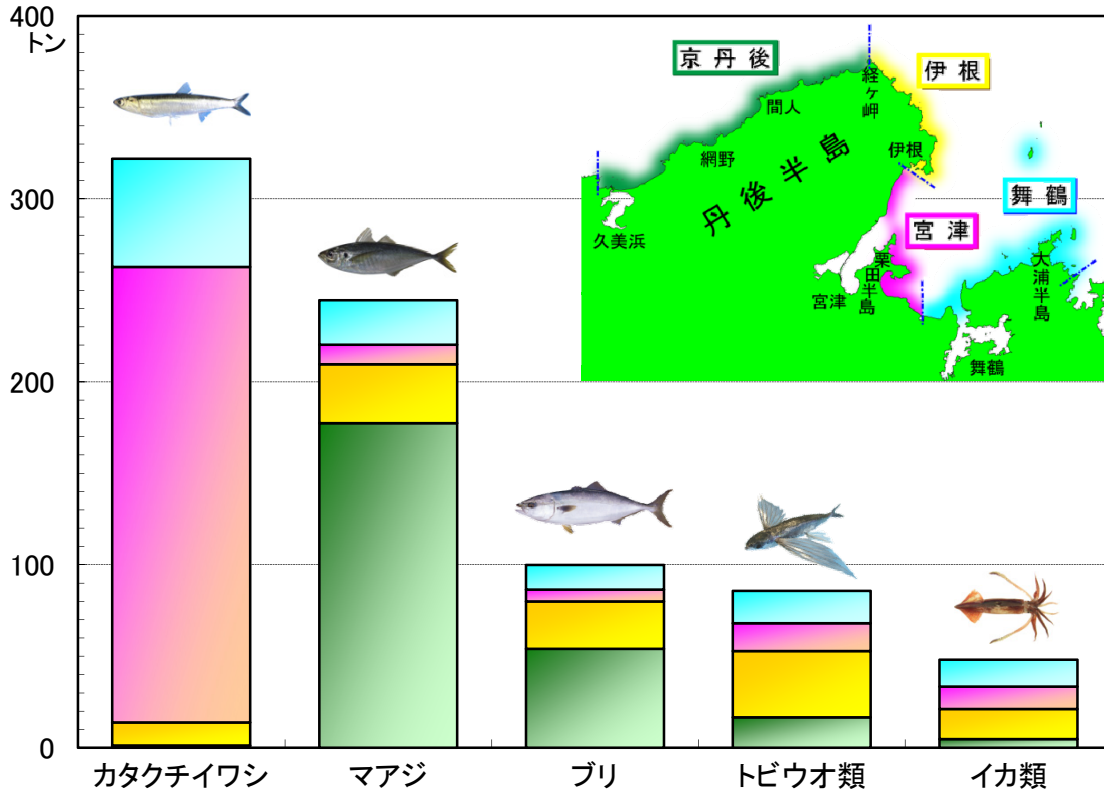 400
トン
300
200
100
0
カタクチイワシ
マアジ
ブリ
トビウオ類
イカ類
京丹後
伊根
経ヶ岬
間人
網野
伊根
丹後半島
舞鶴
久美浜
宮津
栗田半島
大浦半島
宮津
舞鶴